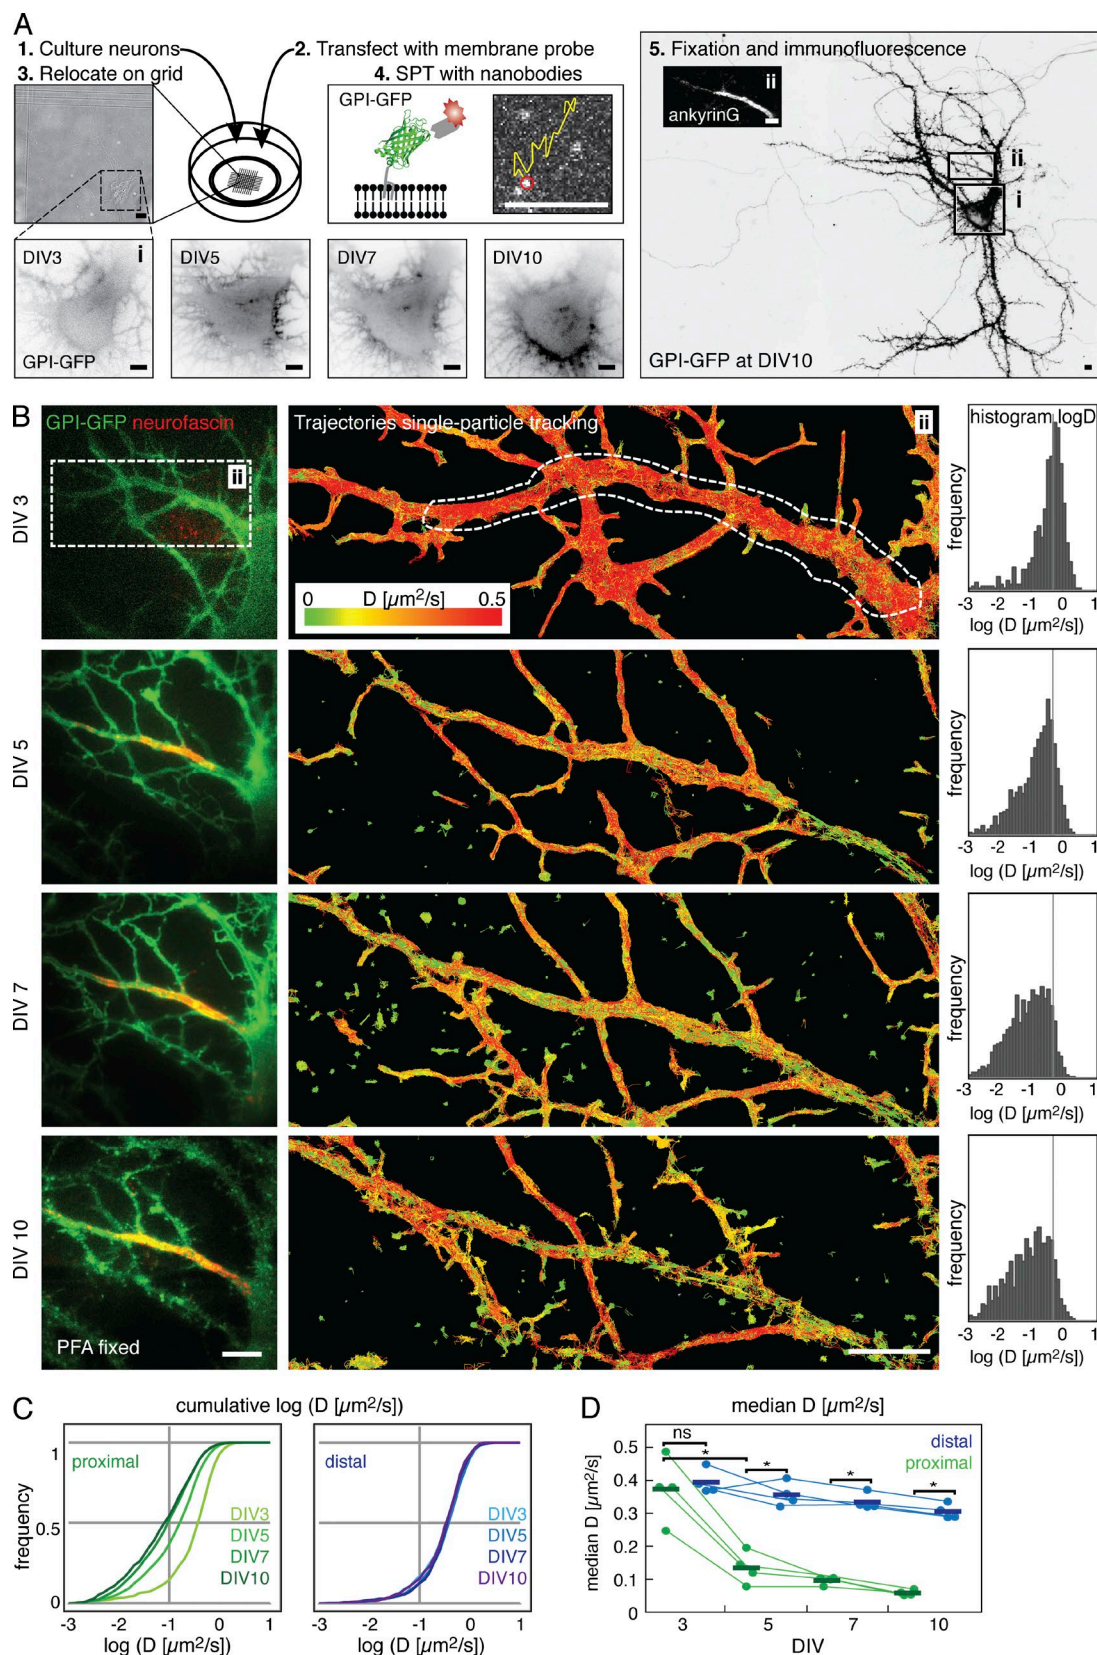 A
1. Culture neurons
2. Transfect with membrane probe
3. Relocate on grid
4. SPT with nanobodies
GPI-GFP
5. Fixation and immunofluorescence
ii
ankyrinG
ii
i
GPI-GFP at DIV10
DIV3
i
GPI-GFP
DIV5
DIV7
DIV10
B
GPI-GFP neurofascin
ii
DIV 3
Trajectories single-particle tracking
ii
0 D [µm²/s] 0.5
histogram logD
frequency
-3 -2 -1 0 1
log (D [µm²/s])
DIV 5
frequency
-3 -2 -1 0 1
log (D [µm²/s])
DIV 7
frequency
-3 -2 -1 0 1
log (D [µm²/s])
DIV 10
PFA fixed
frequency
-3 -2 -1 0 1
log (D [µm²/s])
C
cumulative log (D [µm²/s])
proximal
DIV3
DIV5
DIV7
DIV10
frequency
1
0.5
0
-3 -2 -1 0 1
log (D [µm²/s])
distal
DIV3
DIV5
DIV7
DIV10
-3 -2 -1 0 1
log (D [µm²/s])
D
median D [µm²/s]
ns
*
*
*
*
distal
proximal
median D [µm²/s]
0.5
0.4
0.3
0.2
0.1
0
3 5 7 10
DIV